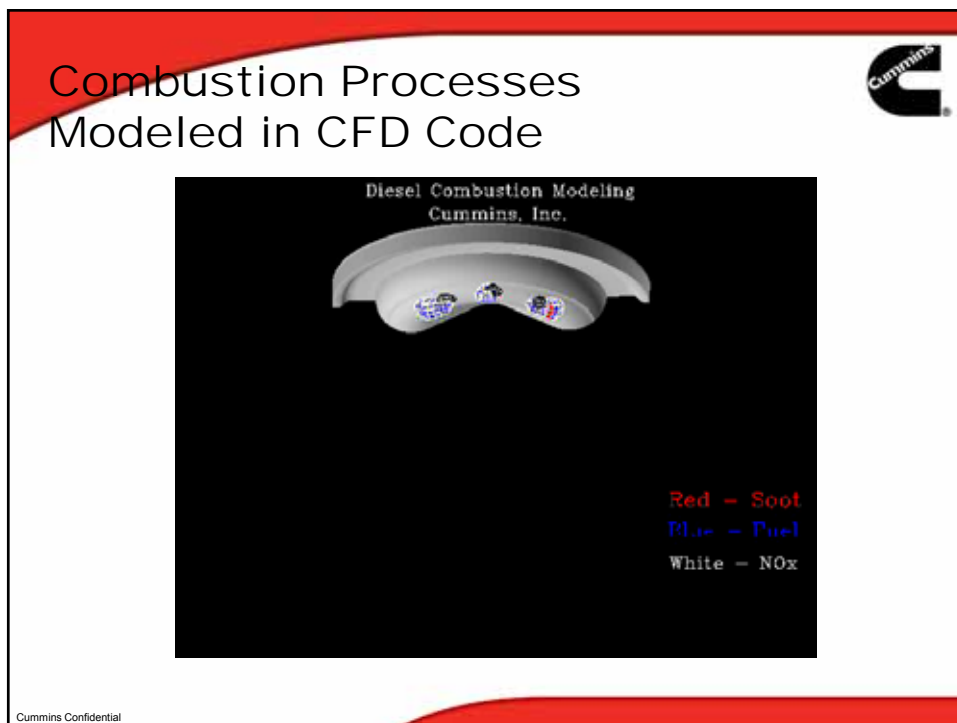 Combustion Processes
Modeled in CFD Code
Cummins
®
Diesel Combustion Modeling
Cummins, Inc.
Red – Soot
Blue – Fuel
White – NOx
Cummins Confidential